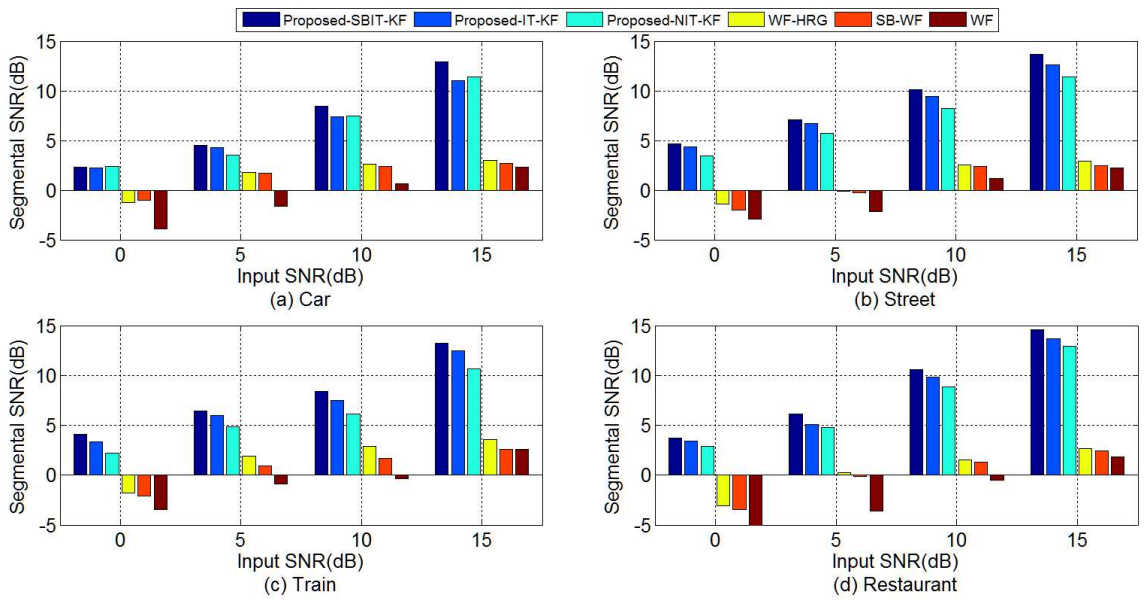 Proposed-SBIT-KF Proposed-IT-KF Proposed-NIT-KF WF-HRG SB-WF WF
Segmental SNR(dB)
15
10
5
0
-5
0 5 10 15
Input SNR(dB)
(a) Car
Segmental SNR(dB)
15
10
5
0
-5
0 5 10 15
Input SNR(dB)
(b) Street
Segmental SNR(dB)
15
10
5
0
-5
0 5 10 15
Input SNR(dB)
(c) Train
Segmental SNR(dB)
15
10
5
0
-5
0 5 10 15
Input SNR(dB)
(d) Restaurant